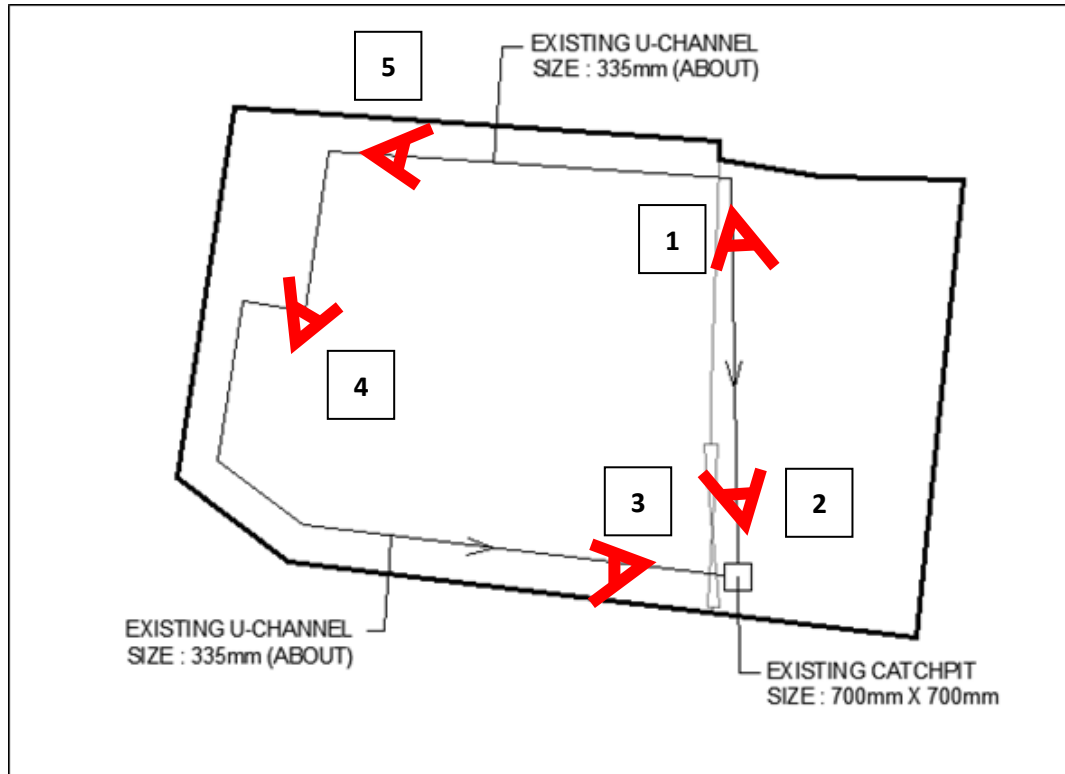 EXISTING U-CHANNEL
SIZE : 335mm (ABOUT)
5
1
4
3
2
EXISTING U-CHANNEL
SIZE : 335mm (ABOUT)
EXISTING CATCHPIT
SIZE : 700mm X 700mm